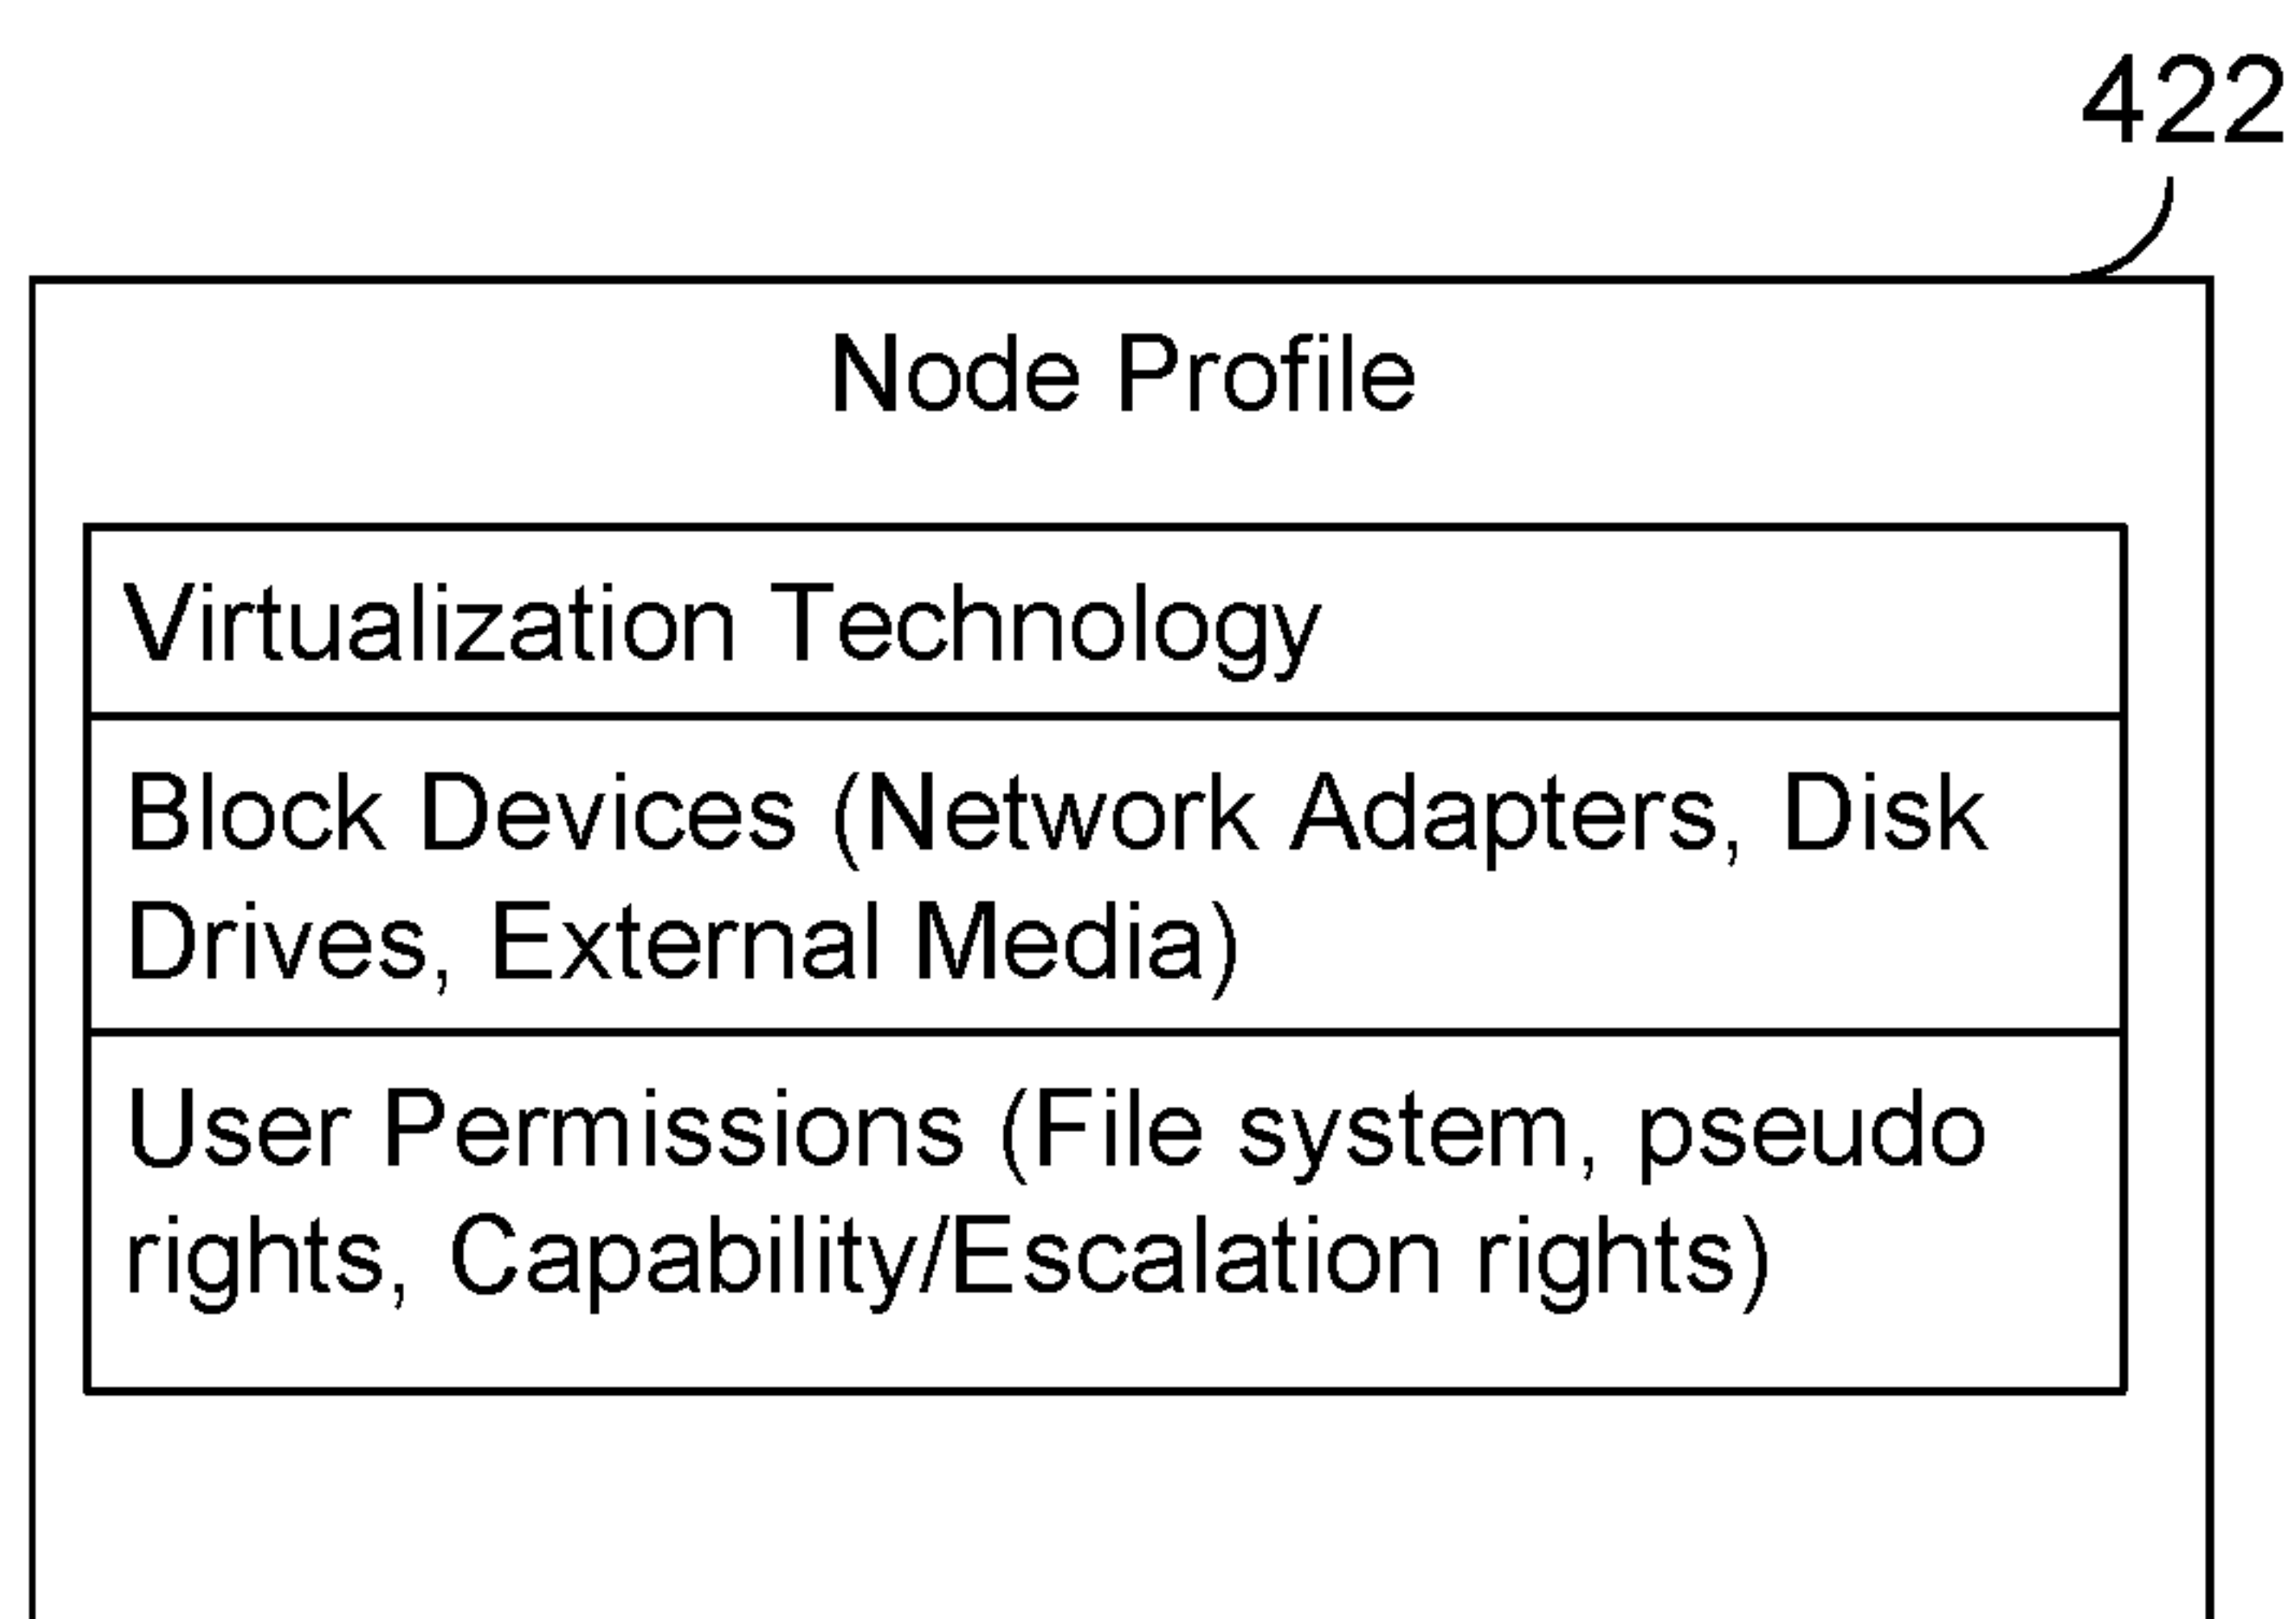 422
Node Profile
Virtualization Technology
Block Devices (Network Adapters, Disk
Drives, External Media)
User Permissions (File system, pseudo
rights, Capability/Escalation rights)